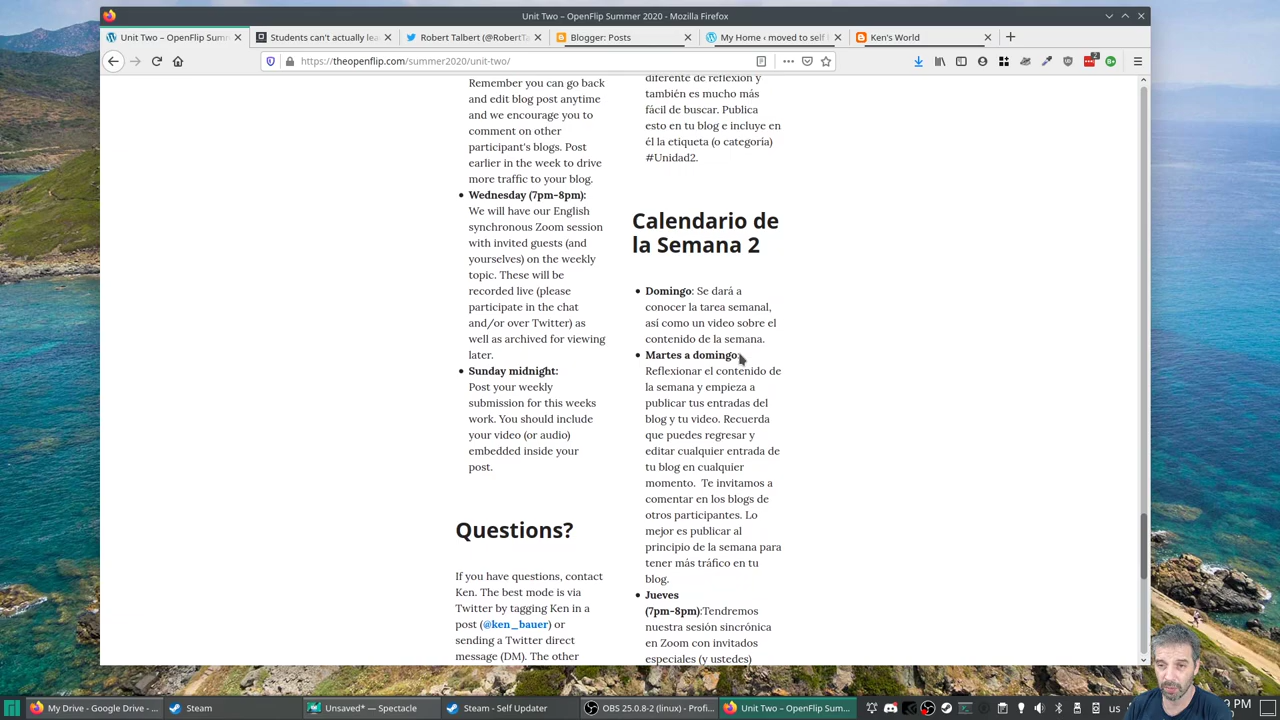 Unit Two – OpenFlip Summer 2020 - Mozilla Firefox
Unit Two – OpenFlip Summ
Students can't actually lea
Robert Talbert (@RobertTa
Blogger: Posts
My Home ‹ moved to self h
Ken's World
https://theopenflip.com/summer2020/unit-two/
2
Remember you can go back
and edit blog post anytime
and we encourage you to
comment on other
participant's blogs. Post
earlier in the week to drive
more traffic to your blog.
Wednesday (7pm-8pm):
We will have our English
synchronous Zoom session
with invited guests (and
yourselves) on the weekly
topic. These will be
recorded live (please
participate in the chat
and/or over Twitter) as
well as archived for viewing
later.
Sunday midnight:
Post your weekly
submission for this weeks
work. You should include
your video (or audio)
embedded inside your
post.
Questions?
If you have questions, contact
Ken. The best mode is via
Twitter by tagging Ken in a
post (@ken_bauer) or
sending a Twitter direct
message (DM). The other
diferente de reflexión y
también es mucho más
fácil de buscar. Publica
esto en tu blog e incluye en
él la etiqueta (o categoría)
#Unidad2.
Calendario de
la Semana 2
Domingo: Se dará a
conocer la tarea semanal,
así como un video sobre el
contenido de la semana.
Martes a domingo:
Reflexionar el contenido de
la semana y empieza a
publicar tus entradas del
blog y tu video. Recuerda
que puedes regresar y
editar cualquier entrada de
tu blog en cualquier
momento.  Te invitamos a
comentar en los blogs de
otros participantes. Lo
mejor es publicar al
principio de la semana para
tener más tráfico en tu
blog.
Jueves
(7pm-8pm):Tendremos
nuestra sesión sincrónica
en Zoom con invitados
especiales (y ustedes)
My Drive - Google Drive - ...
Steam
Unsaved* — Spectacle
Steam - Self Updater
OBS 25.0.8-2 (linux) - Profi...
Unit Two – OpenFlip Sum...
us
9 PM